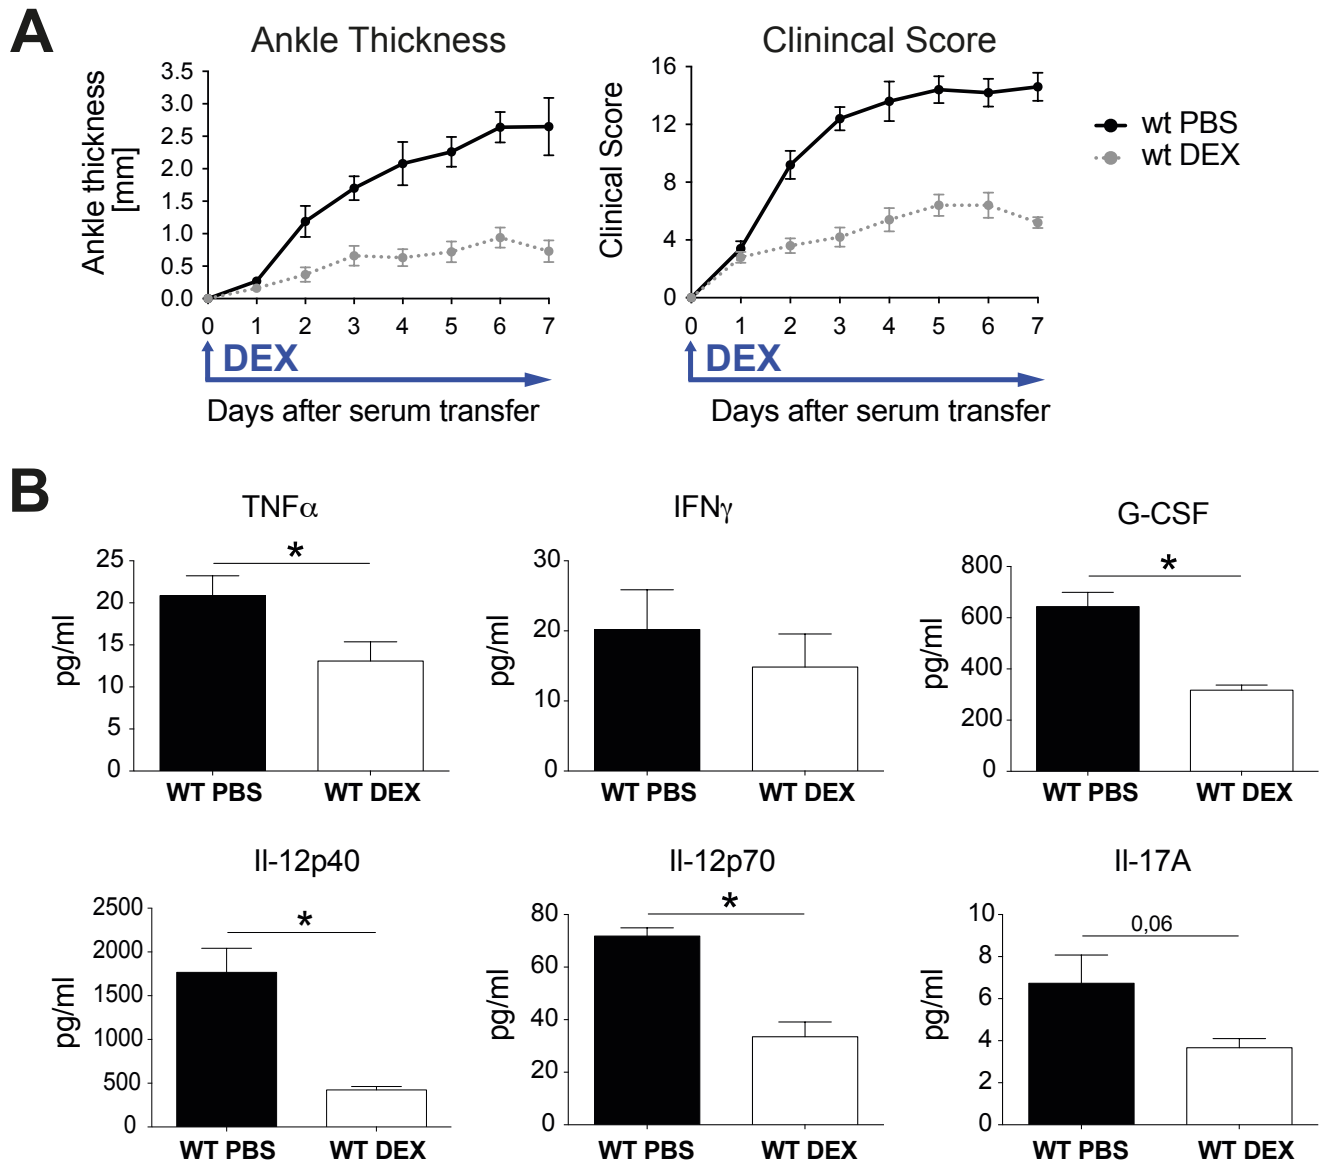 A
Ankle Thickness
Clinincal Score
Ankle thickness
[mm]
3.5
3.0
2.5
2.0
1.5
1.0
0.5
0.0
0 1 2 3 4 5 6 7
DEX
Days after serum transfer
Clinical Score
16
12
8
4
0
0 1 2 3 4 5 6 7
DEX
Days after serum transfer
wt PBS
wt DEX
B
TNFα
pg/ml
25
20
15
10
5
0
*
WT PBS WT DEX
IFNγ
pg/ml
30
20
10
0
WT PBS WT DEX
G-CSF
pg/ml
800
600
400
200
0
*
WT PBS WT DEX
Il-12p40
pg/ml
2500
2000
1500
1000
500
0
*
WT PBS WT DEX
Il-12p70
pg/ml
80
60
40
20
0
*
WT PBS WT DEX
Il-17A
pg/ml
10
8
6
4
2
0
0,06
WT PBS WT DEX